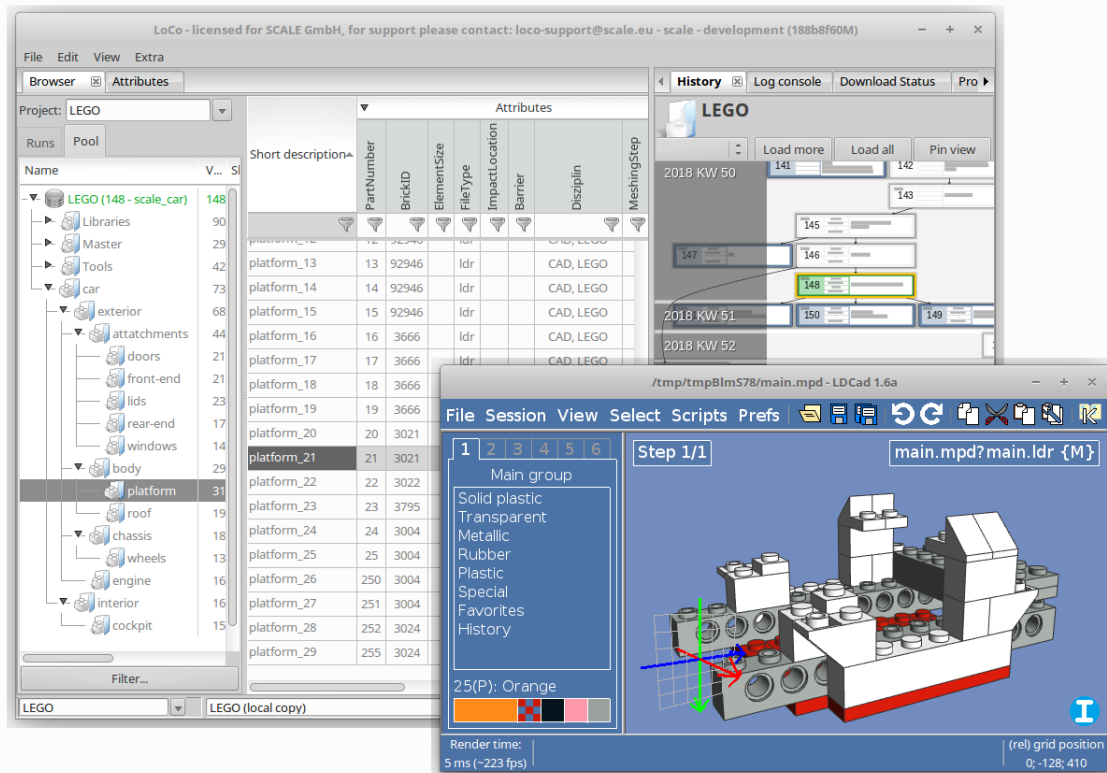 LoCo - licensed for SCALE GmbH, for support please contact: loco-support@scale.eu - scale - development (188b8f60M)
File Edit View Extra
Browser Attributes
Project: LEGO
Runs Pool
Name V... Sl
LEGO (148 - scale_car) 148
Libraries 90
Master 29
Tools 42
car 73
exterior 68
attatchments 44
doors 21
front-end 21
lids 23
rear-end 17
windows 14
body 29
platform 31
roof 19
chassis 18
wheels 13
engine 16
interior 16
cockpit 15
Filter...
LEGO
LEGO (local copy)
Attributes
Short description PartNumber BrickID ElementSize FileType ImpactLocation Barrier Disziplin MeshingStep
platform_12 12 92946 ldr CAD, LEGO
platform_13 13 92946 ldr CAD, LEGO
platform_14 14 92946 ldr CAD, LEGO
platform_15 15 92946 ldr CAD, LEGO
platform_16 16 3666 ldr CAD, LEGO
platform_17 17 3666 ldr CAD, LEGO
platform_18 18 3666
platform_19 19 3666
platform_20 20 3021
platform_21 21 3021
platform_22 22 3022
platform_23 23 3795
platform_24 24 3004
platform_25 25 3004
platform_26 250 3004
platform_27 251 3004
platform_28 252 3024
platform_29 255 3024
History Log console Download Status Pro
LEGO
Load more Load all Pin view
2018 KW 50
141 142
143
145
147 146
148
2018 KW 51 150 149
2018 KW 52
/tmp/tmpBlmS78/main.mpd - LDCad 1.6a
File Session View Select Scripts Prefs
1 2 3 4 5 6
Main group
Solid plastic
Transparent
Metallic
Rubber
Plastic
Special
Favorites
History
25(P): Orange
Step 1/1
main.mpd?main.ldr {M}
Render time:
5 ms (~223 fps)
(rel) grid position
0; -128; 410